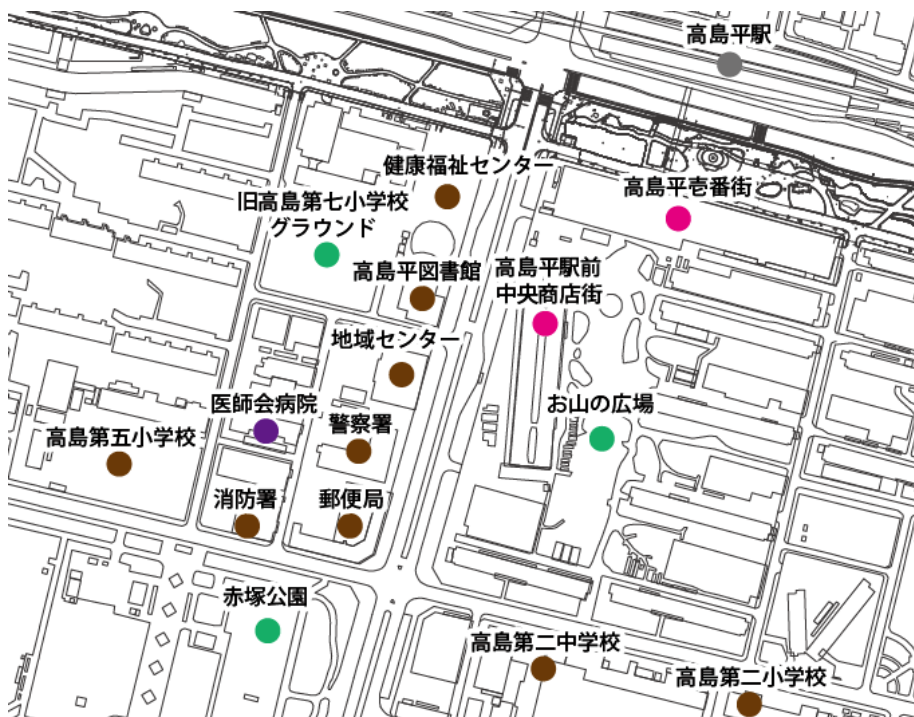 高島平駅
健康福祉センター
高島平壱番街
旧高島第七小学校
グラウンド
高島平図書館
高島平駅前
中央商店街
地域センター
医師会病院
警察署
お山の広場
高島第五小学校
消防署
郵便局
赤塚公園
高島第二中学校
高島第二小学校